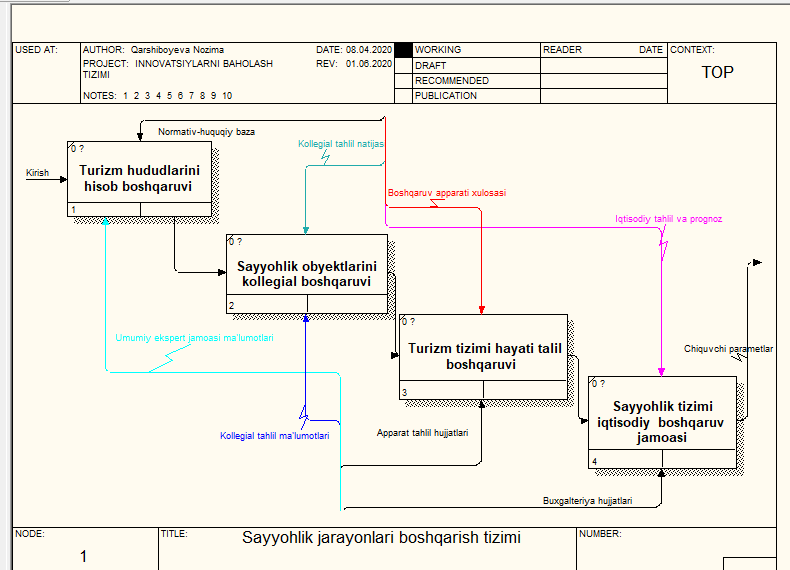 USED AT:
AUTHOR: Qarshiboyeva Nozima
DATE: 08.04.2020
PROJECT: INNOVATSIYLARNI BAHOLASH
TIZIMI
REV: 01.06.2020
NOTES: 1 2 3 4 5 6 7 8 9 10
WORKING
DRAFT
RECOMMENDED
PUBLICATION
READER
DATE
CONTEXT:
TOP
Normativ-huquqiy baza
Kollegial tahlil natijas
Kirish
0 ?
Turizm hududlarini
hisob boshqaruvi
1
Boshqaruv apparati xulosasi
Iqtisodiy tahlil va prognoz
0 ?
Sayyohlik obyektlarini
kollegial boshqaruvi
2
0 ?
Turizm tizimi hayati talil
boshqaruvi
3
Umumiy ekspert jamoasi ma'lumotlari
Chiquvchi parametlar
0 ?
Sayyohlik tizimi
iqtisodiy boshqaruv
jamoasi
4
Kollegial tahlil ma'lumotlari
Apparat tahlil hujjatlari
Buxgalteriya hujjatlari
NODE:
1
TITLE:
Sayyohlik jarayonlari boshqarish tizimi
NUMBER: